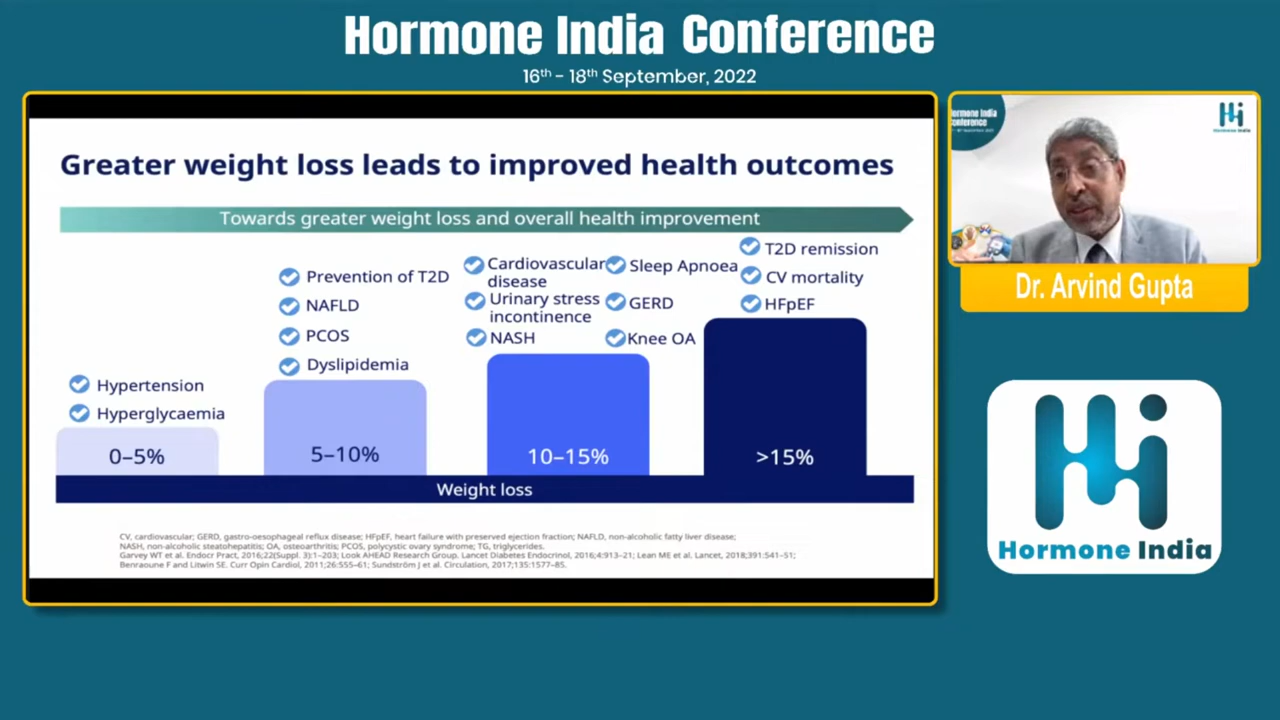 Hormone India Conference
16th - 18th September, 2022
Greater weight loss leads to improved health outcomes
Towards greater weight loss and overall health improvement
Hypertension
Hyperglycaemia
0–5%
Prevention of T2D
NAFLD
PCOS
Dyslipidemia
5–10%
Cardiovascular
disease
Urinary stress
incontinence
NASH
Sleep Apnoea
GERD
Knee OA
10–15%
T2D remission
CV mortality
HFpEF
>15%
Weight loss
CV, cardiovascular; GERD, gastro-oesophageal reflux disease; HFpEF, heart failure with preserved ejection fraction; NAFLD, non-alcoholic fatty liver disease;
NASH, non-alcoholic steatohepatitis; OA, osteoarthritis; PCOS, polycystic ovary syndrome; TG, triglycerides.
Garvey WT et al. Endocr Pract, 2016;22(Suppl. 3):1–203; Look AHEAD Research Group. Lancet Diabetes Endocrinol, 2016;4:913–21; Lean ME et al. Lancet, 2018;391:541–51;
Benraoune F and Litwin SE. Curr Opin Cardiol, 2011;26:555–61; Sundström J et al. Circulation, 2017;135:1577–85.
Hormone India
Conference
Hormone India
Dr. Arvind Gupta
Hormone India